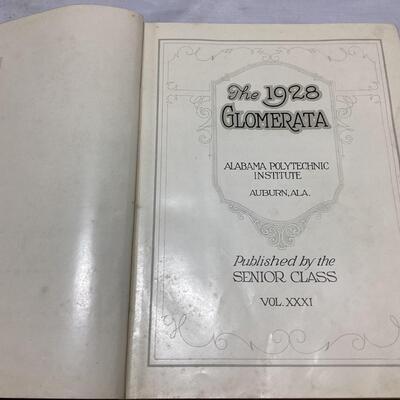 The 1928
GLOMERATA
ALABAMA POLYTECHNIC
INSTITUTE
AUBURN, ALA.
Published by the
SENIOR CLASS
VOL. XXXI